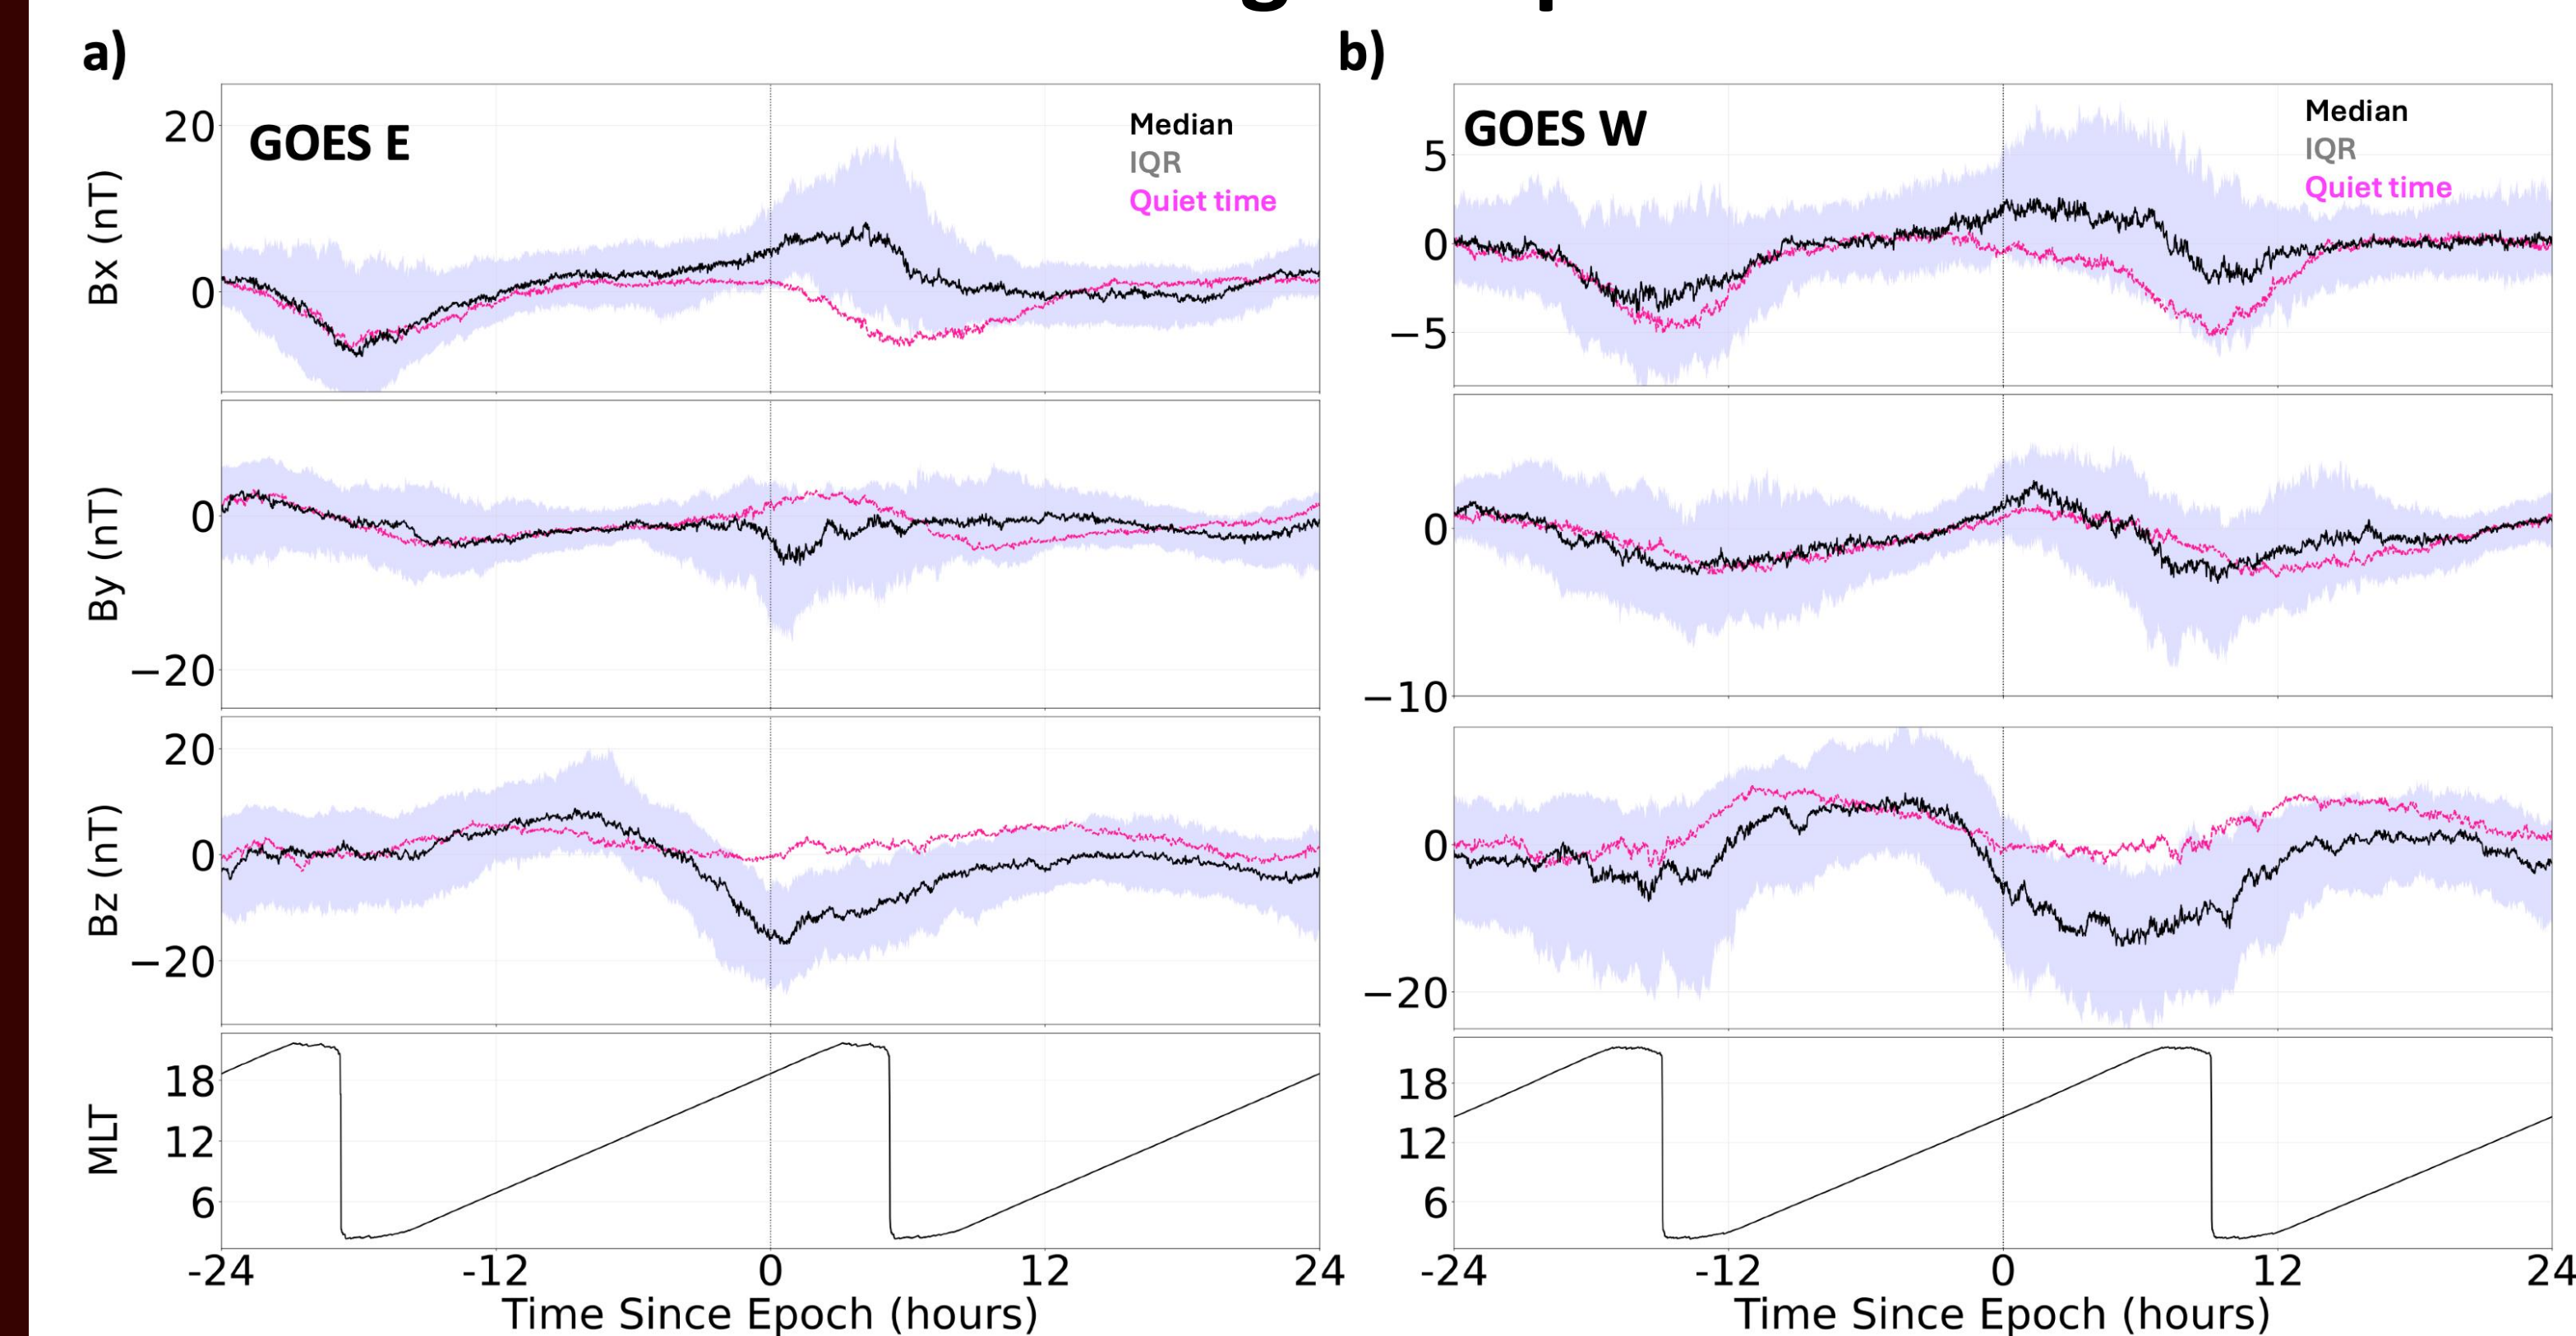 a)
GOES E
Median
IQR
Quiet time
Bx (nT)
20
0
By (nT)
0
−20
Bz (nT)
20
0
−20
MLT
18
12
6
-24
-12
0
12
24
Time Since Epoch (hours)
b)
GOES W
Median
IQR
Quiet time
5
0
−5
0
−10
0
−20
18
12
6
-24
-12
0
12
24
Time Since Epoch (hours)